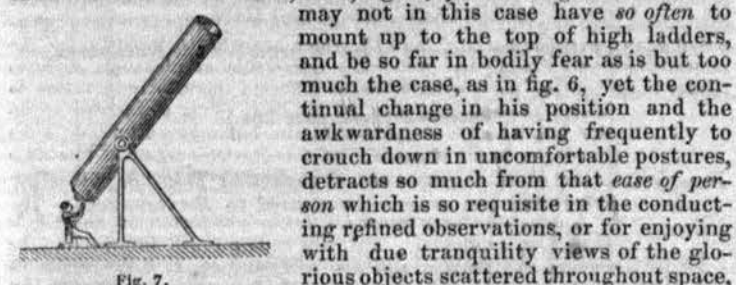 may not in this case have so often to
mount up to the top of high ladders,
and be so far in bodily fear as is but too
much the case, as in fig. 6, yet the con-
tinual change in his position and the
awkwardness of having frequently to
crouch down in uncomfortable postures,
detracts so much from that ease of per-
son which is so requisite in the conduct-
ing refined observations, or for enjoying
with due tranquility views of the glo-
rious objects scattered throughout space,
Fig. 7.